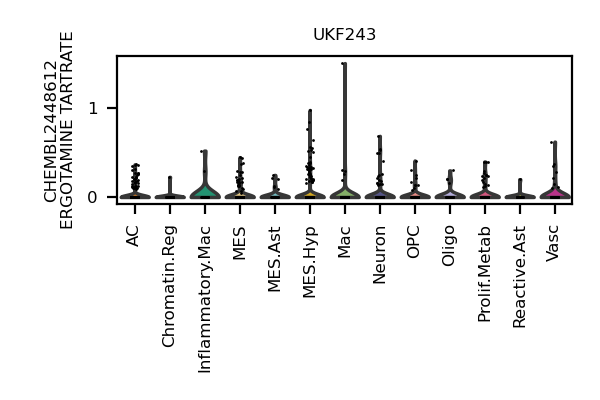 UKF243
CHEMBL2448612
ERGOTAMINE TARTRATE
1
0
AC
Chromatin.Reg
Inflammatory.Mac
MES
MES.Ast
MES.Hyp
Mac
Neuron
OPC
Oligo
Prolif.Metab
Reactive.Ast
Vasc